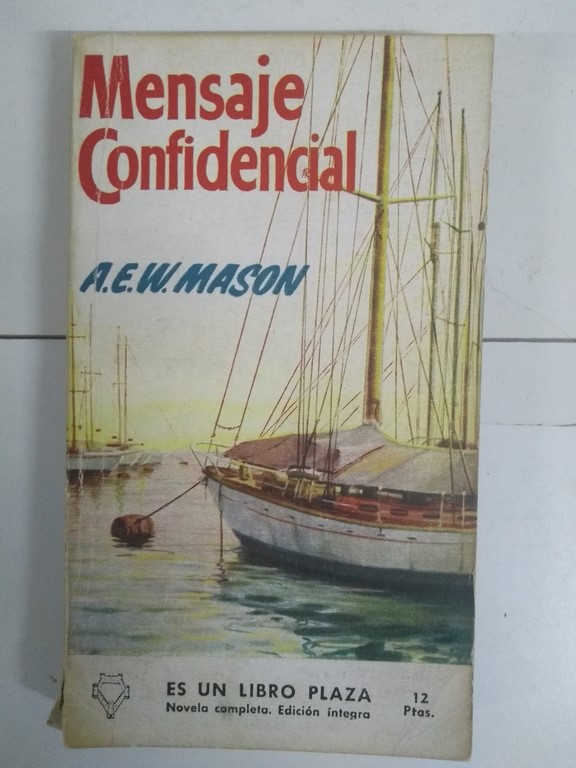 Mensaje
Confidencial
A.E.W. MASON
ES UN LIBRO PLAZA
Novela completa. Edición íntegra
12
Ptas.